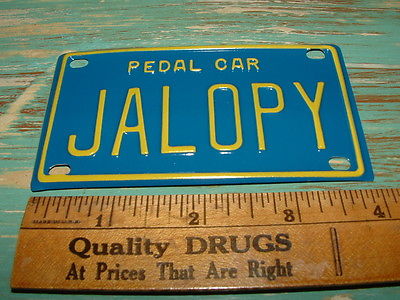 PEDAL CAR
JALOPY
1 2 3 4
Quality DRUGS
At Prices That Are Right